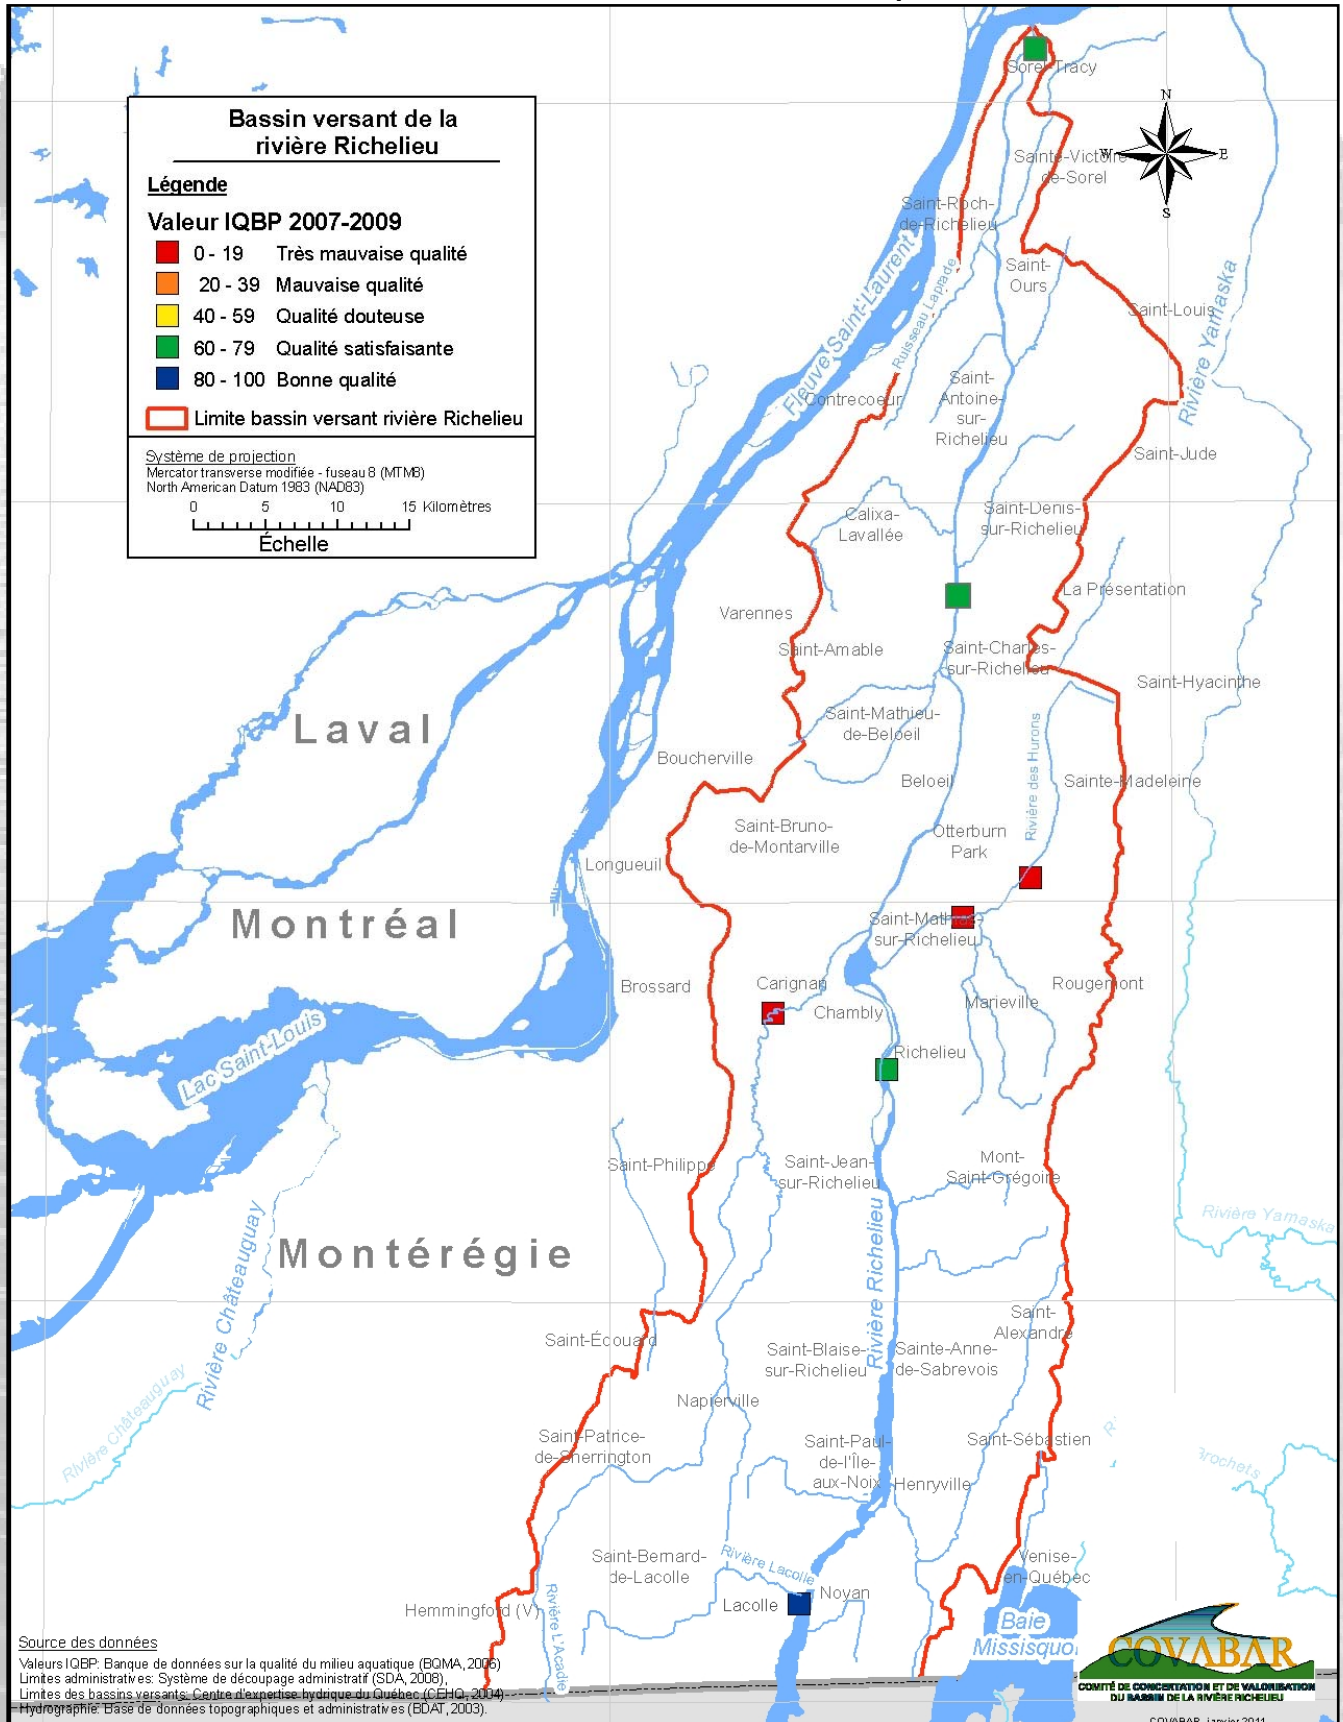 Bassin versant de la
rivière Richelieu
Légende
Valeur IQBP 2007-2009
0 - 19 Très mauvaise qualité
20 - 39 Mauvaise qualité
40 - 59 Qualité douteuse
60 - 79 Qualité satisfaisante
80 - 100 Bonne qualité
Limite bassin versant rivière Richelieu
Système de projection
Mercator transverse modifiée - fuseau 8 (MTM8)
North American Datum 1983 (NAD83)
0 5 10 15 Kilomètres
Échelle
Sorel-Tracy
N
W E
S
Sainte-Victoire-
de-Sorel
Saint-Roch-
de-Richelieu
Saint-
Ours
Fleuve Saint-Laurent
Ruisseau Laprade
Saint-Louis
Rivière Yamaska
Contrecoeur
Saint-
Antoine-
sur-
Richelieu
Saint-Jude
Calixa-
Lavallée
Saint-Denis-
sur-Richelieu
La Présentation
Varennes
Saint-Amable
Saint-Charles-
sur-Richelieu
Saint-Hyacinthe
Laval
Saint-Mathieu-
de-Beloeil
Boucherville
Beloeil
Rivière des Hurons
Sainte-Madeleine
Saint-Bruno-
de-Montarville
Otterburn
Park
Longueuil
Montréal
Saint-Mathias-
sur-Richelieu
Brossard
Carignan
Chambly
Marieville
Rougemont
Lac Saint-Louis
Richelieu
Saint-Philippe
Saint-Jean-
sur-Richelieu
Mont-
Saint-Grégoire
Rivière Yamaska
Montérégie
Rivière Châteauguay
Rivière Richelieu
Saint-Édouard
Saint-
Alexandre
Saint-Blaise-
sur-Richelieu
Sainte-Anne-
de-Sabrevois
Rivière Châteauguay
Napierville
Saint-Patrice-
de-Sherrington
Saint-Paul-
de-l'Île-
aux-Noix
Saint-Sébastien
Henryville
R
Brochets
Saint-Bernard-
de-Lacolle
Rivière Lacolle
Venise-
en-Québec
Hemmingford (V)
Rivière L'Acadie
Lacolle
Noyan
Baie
Missisquoi
Source des données
Valeurs IQBP: Banque de données sur la qualité du milieu aquatique (BQMA, 2006)
Limites administratives: Système de découpage administratif (SDA, 2008),
Limites des bassins versants: Centre d'expertise hydrique du Québec (CEHQ, 2004)
Hydrographie: Base de données topographiques et administratives (BDAT, 2003).
COVABAR
COMITÉ DE CONCERTATION ET DE VALORISATION
DU BASSIN DE LA RIVIÈRE RICHELIEU
COVABAR, janvier 2011